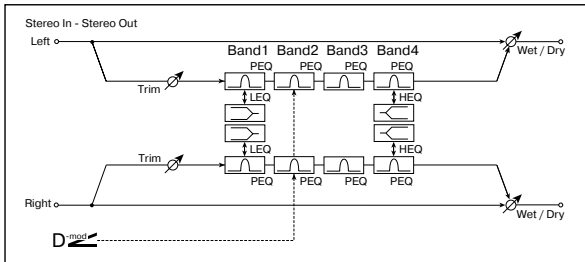 Stereo In - Stereo Out
Left
Band1 Band2 Band3 Band4
Wet / Dry
PEQ PEQ PEQ PEQ
Trim
LEQ HEQ
LEQ HEQ
Trim
PEQ PEQ PEQ PEQ
Right
Wet / Dry
D-mod